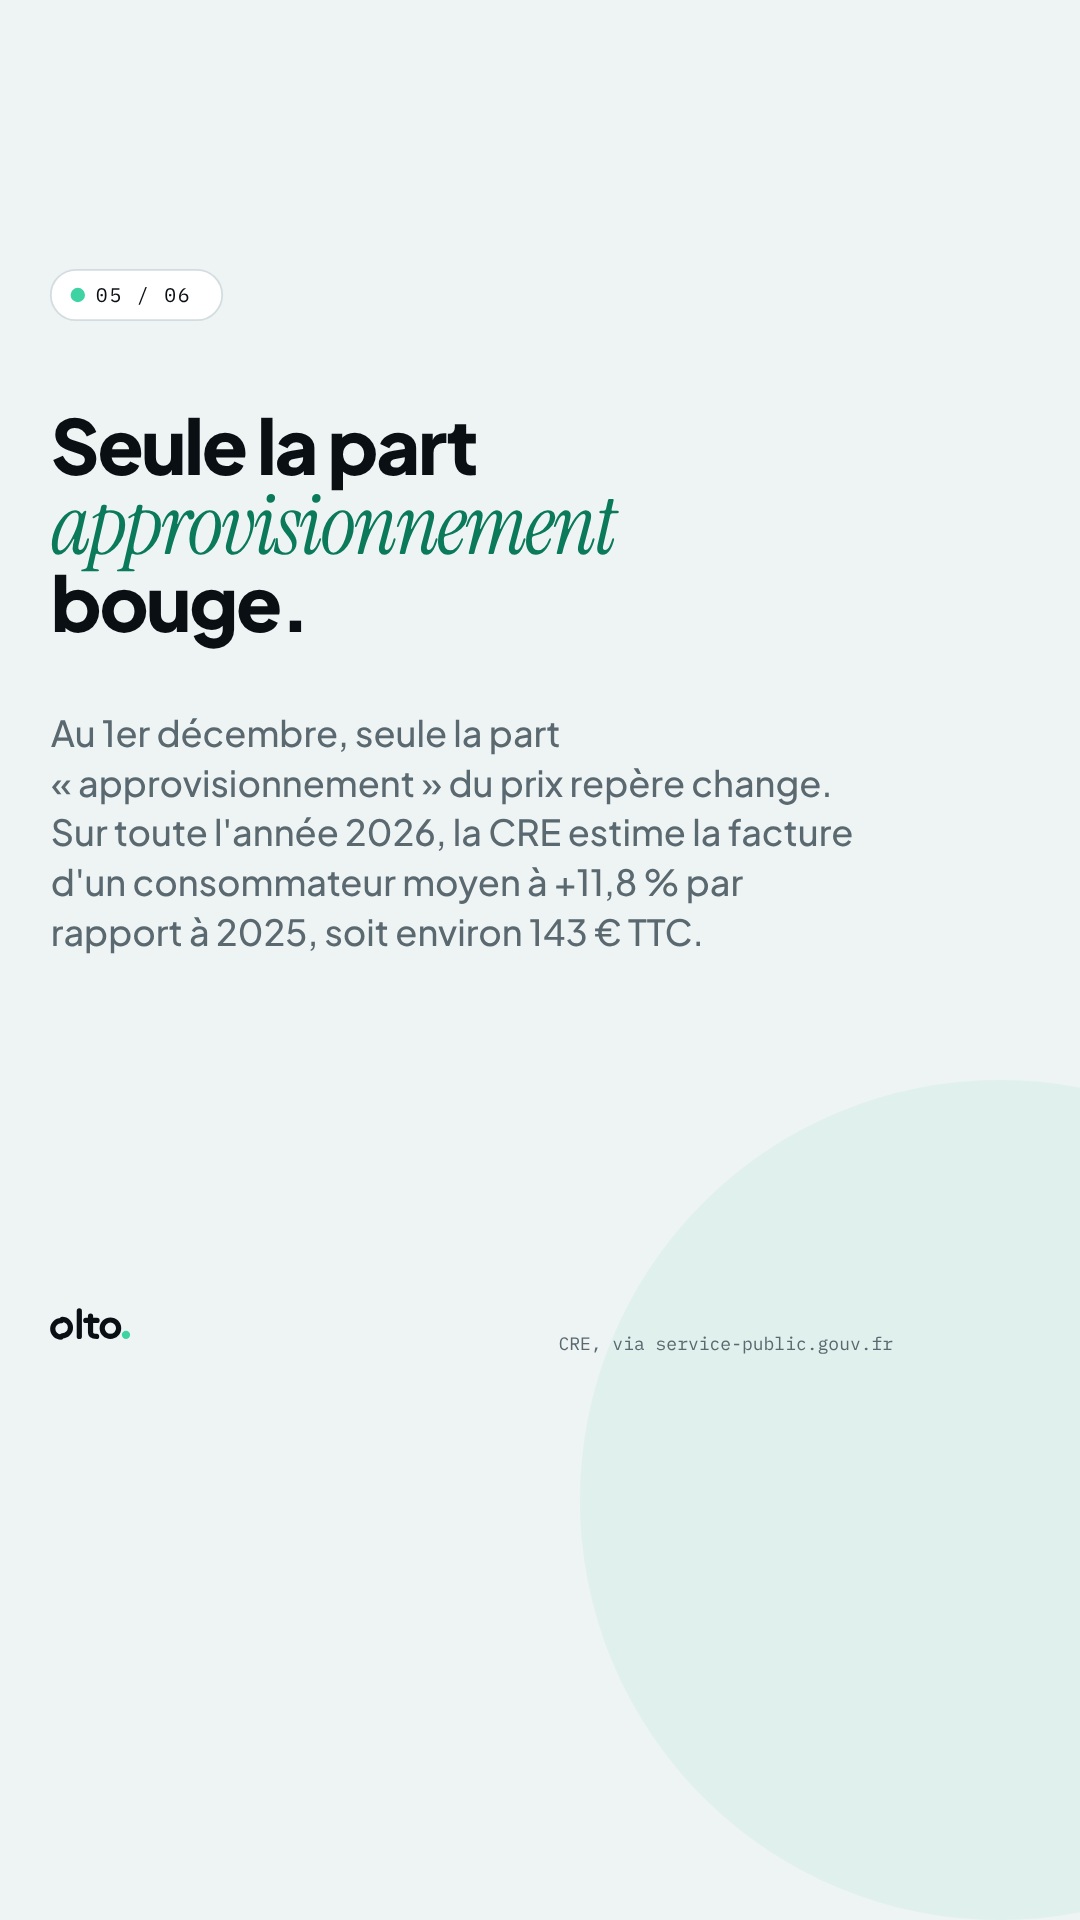 05 / 06
Seule la part
approvisionnement
bouge.
Au 1er décembre, seule la part
« approvisionnement » du prix repère change.
Sur toute l'année 2026, la CRE estime la facture
d'un consommateur moyen à +11,8 % par
rapport à 2025, soit environ 143 € TTC.
olto.
CRE, via service-public.gouv.fr